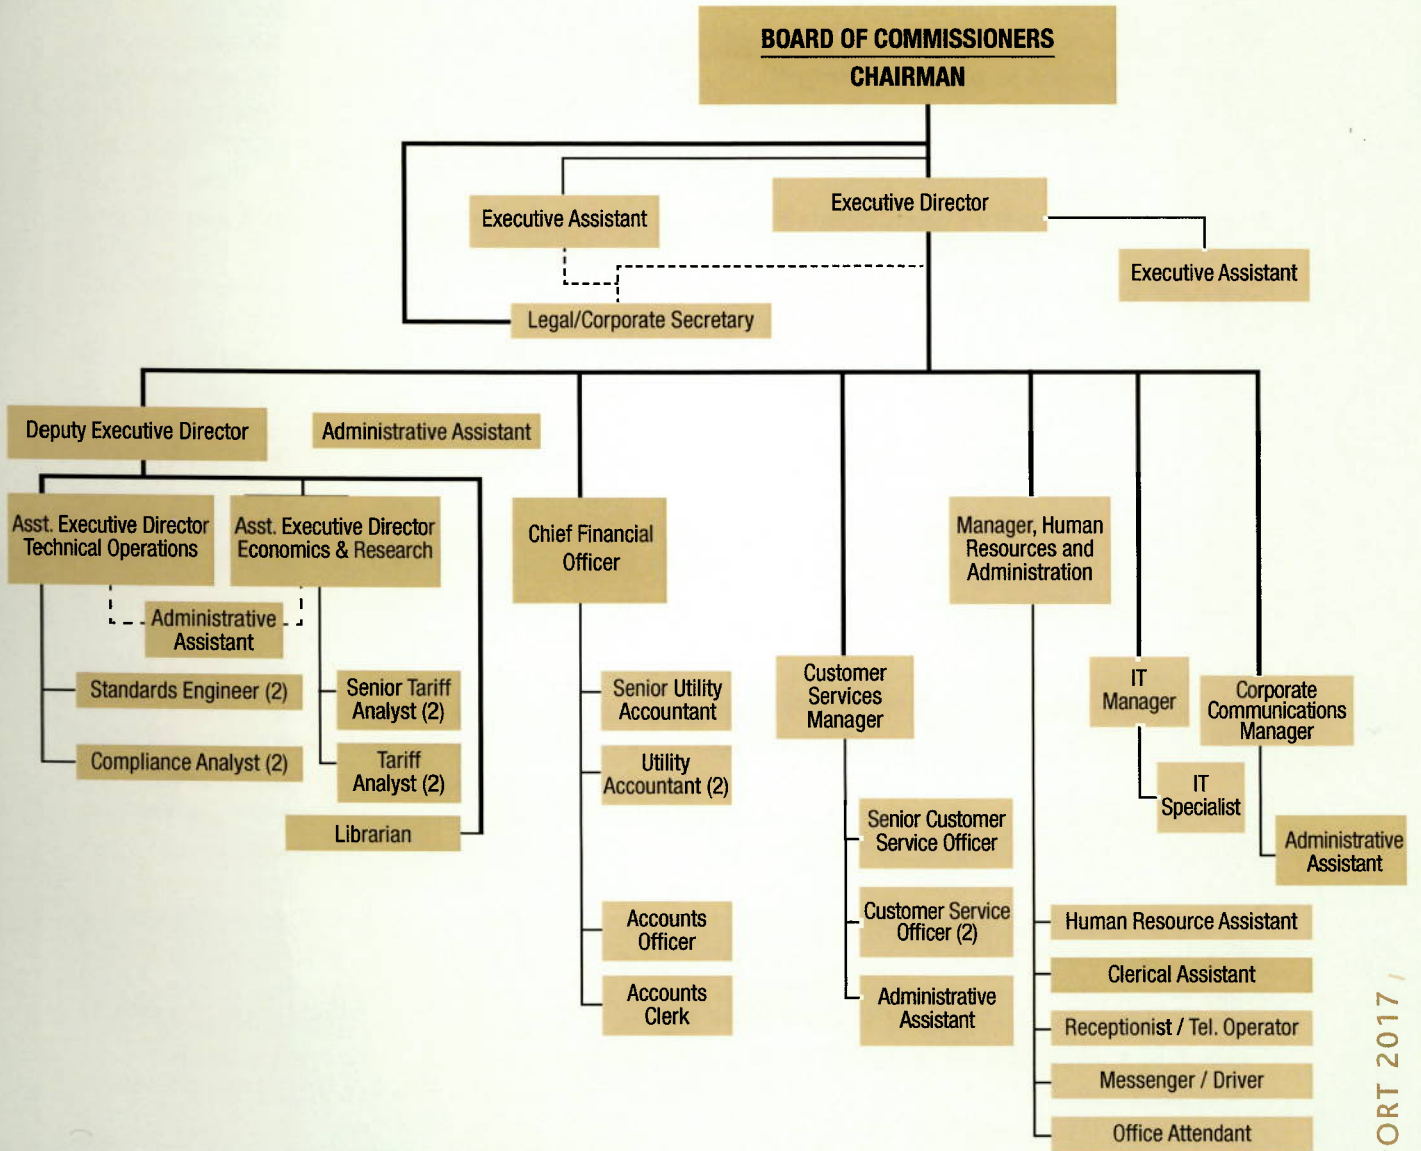 BOARD OF COMMISSIONERS
CHAIRMAN
Executive Assistant
Executive Director
Executive Assistant
Legal/Corporate Secretary
Deputy Executive Director
Administrative Assistant
Asst. Executive Director
Technical Operations
Asst. Executive Director
Economics & Research
Administrative
Assistant
Standards Engineer (2)
Compliance Analyst (2)
Senior Tariff
Analyst (2)
Tariff
Analyst (2)
Librarian
Chief Financial
Officer
Senior Utility
Accountant
Utility
Accountant (2)
Accounts
Officer
Accounts
Clerk
Customer
Services
Manager
Senior Customer
Service Officer
Customer Service
Officer (2)
Administrative
Assistant
Manager, Human
Resources and
Administration
Human Resource Assistant
Clerical Assistant
Receptionist / Tel. Operator
Messenger / Driver
Office Attendant
IT
Manager
IT
Specialist
Corporate
Communications
Manager
Administrative
Assistant
ORT 2017 /